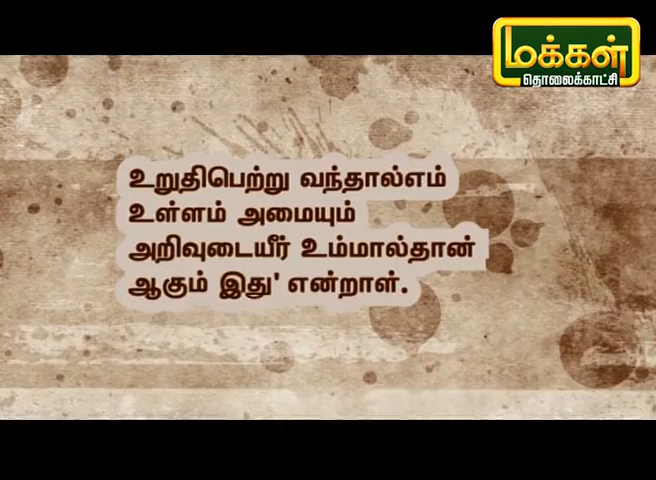 மக்கள்
தொலைக்காட்சி
உறுதிபெற்று வந்தால்எம்
உள்ளம் அமையும்
அறிவுடையீர் உம்மால்தான்
ஆகும் இது' என்றாள்.